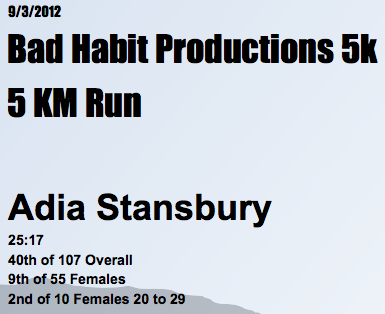 9/3/2012
Bad Habit Productions 5k
5 KM Run
Adia Stansbury
25:17
40th of 107 Overall
9th of 55 Females
2nd of 10 Females 20 to 29